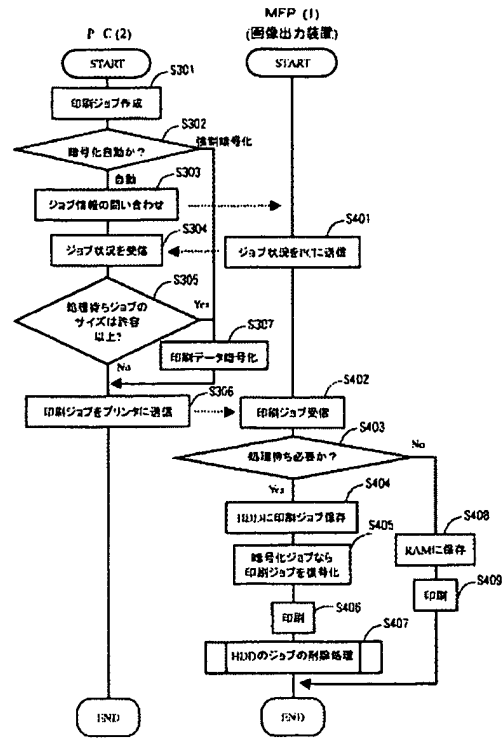 PC(2)
MFP(1)
(画像出力装置)
START
START
S301
印刷ジョブ作成
S302
暗号化自動か？
強制暗号化
自動
S303
ジョブ情報の問い合わせ
S304
ジョブ状況を受信
S401
ジョブ状況をPCに送信
S305
処理待ちジョブの
サイズは許容
以上？
Yes
S307
印刷データ暗号化
No
S306
印刷ジョブをプリンタに送信
S402
印刷ジョブ受信
S403
処理待ち必要か？
No
Yes
S404
HDDに印刷ジョブ保存
S405
暗号化ジョブなら
印刷ジョブを復号化
S408
RAMに保存
S409
印刷
S406
印刷
S407
HDDのジョブの削除処理
END
END